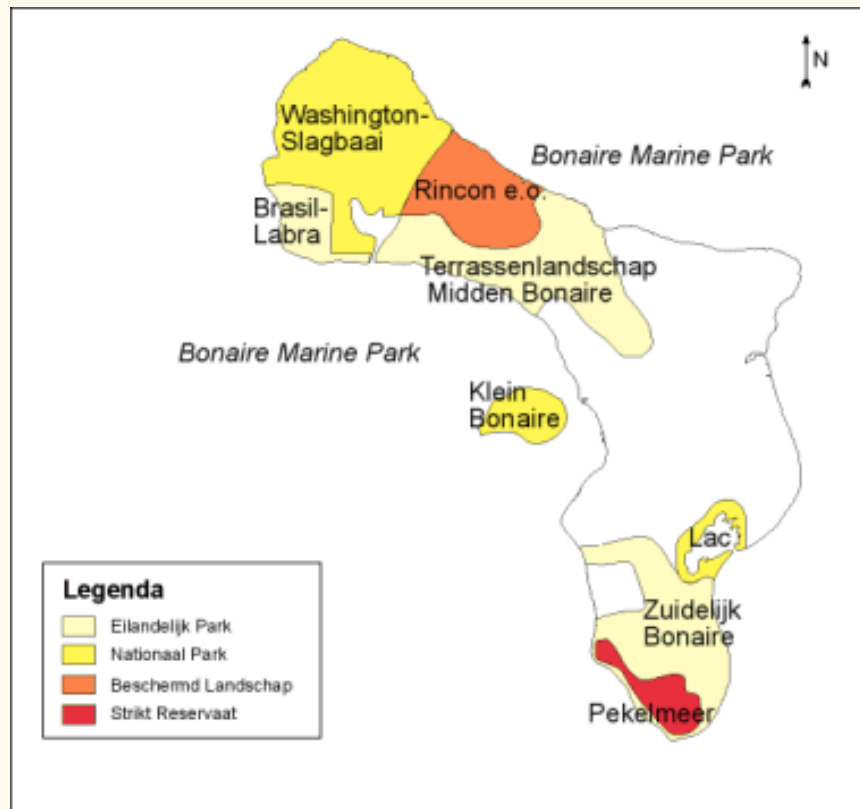 N
Washington-
Slagbaai
Bonaire Marine Park
Rincon e.o.
Brasil-
Labra
Terrassenlandschap
Midden Bonaire
Bonaire Marine Park
Klein
Bonaire
Lac
Zuidelijk
Bonaire
Pekelmeer
Legenda
Eilandelijk Park
Nationaal Park
Beschermd Landschap
Strikt Reservaat